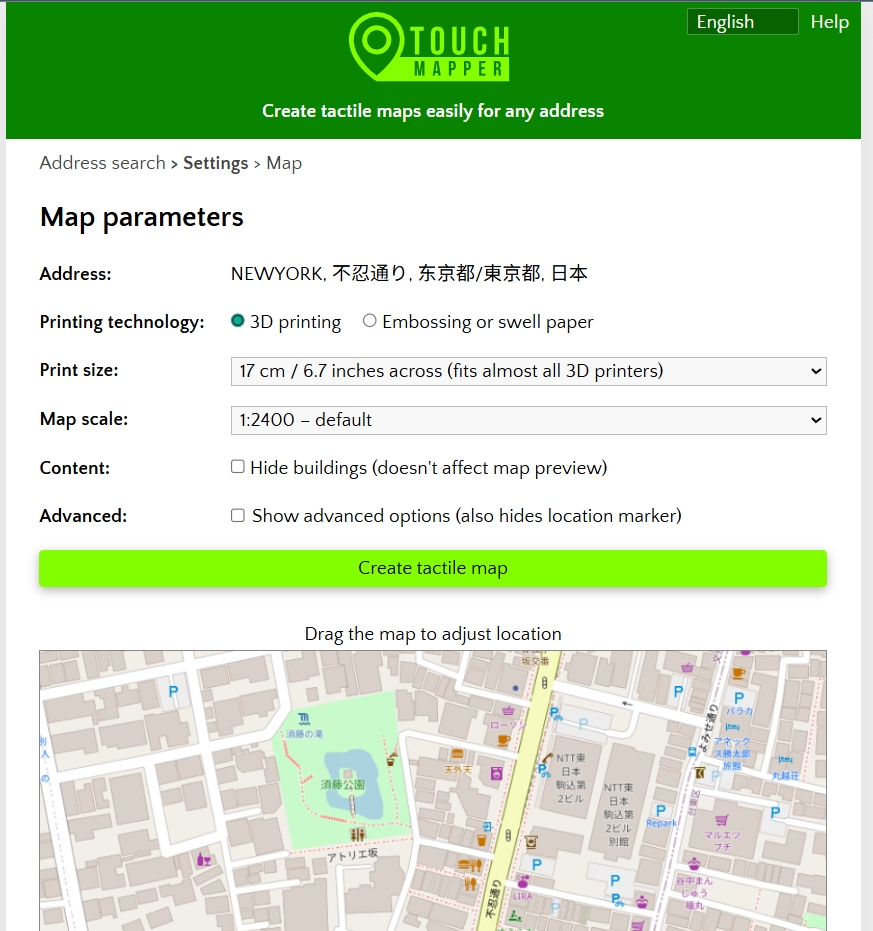 English
Help
TOUCH
MAPPER
Create tactile maps easily for any address
Address search > Settings > Map
Map parameters
Address:
NEWYORK, 不忍通り, 东京都/東京都, 日本
Printing technology:
3D printing
Embossing or swell paper
Print size:
17 cm / 6.7 inches across (fits almost all 3D printers)
Map scale:
1:2400 – default
Content:
Hide buildings (doesn't affect map preview)
Advanced:
Show advanced options (also hides location marker)
Create tactile map
Drag the map to adjust location
坂交番
P
P
P
P
パラカ
須藤の湯
ローソン
よみせ通り
アネック
ス勝太郎
旅館
丸越荘
天外天
NTT東
日本
駒込第
2ビル
NTT東
日本
駒込第
2ビル
別館
須藤公園
P
P
P
Repark
台東区
マルエツ
プチ
アトリエ坂
P
P
谷中まん
じゅう
福丸
LIRA
P
P
不忍通り